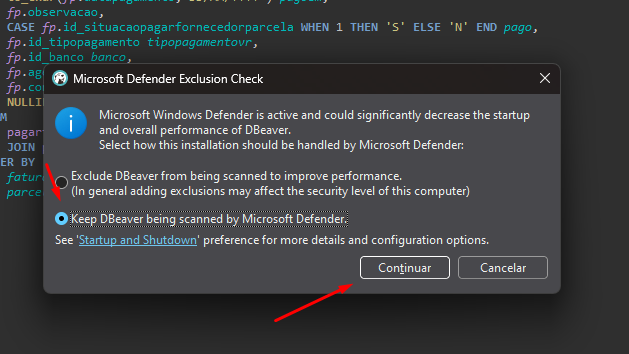 fp.observacao,
CASE fp.id_situacaopagarfornecedorparcela WHEN 1 THEN 'S' ELSE 'N' END pago,
fp.id_tipopagamento tipopagamentovr,
fp.id_banco banco,
fp.ag
fp.co
NULLI
M
pagar
JOIN
ER BY
fatu
parce
Microsoft Defender Exclusion Check
Microsoft Windows Defender is active and could significantly decrease the startup
and overall performance of DBeaver.
Select how this installation should be handled by Microsoft Defender:
Exclude DBeaver from being scanned to improve performance.
(In general adding exclusions may affect the security level of this computer)
Keep DBeaver being scanned by Microsoft Defender.
See 'Startup and Shutdown' preference for more details and configuration options.
Continuar
Cancelar